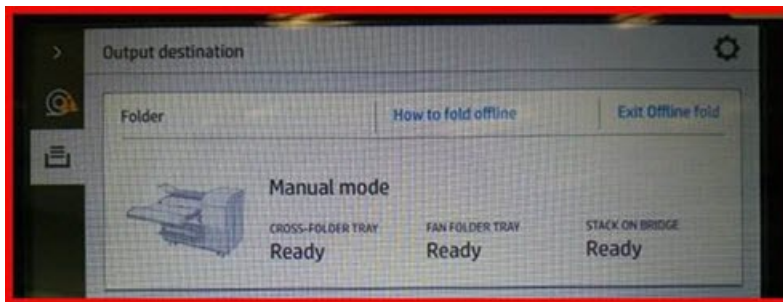 Output destination
Folder How to fold offline Exit Offline fold
Manual mode
CROSS-FOLDER TRAY FAN FOLDER TRAY STACK ON BRIDGE
Ready Ready Ready